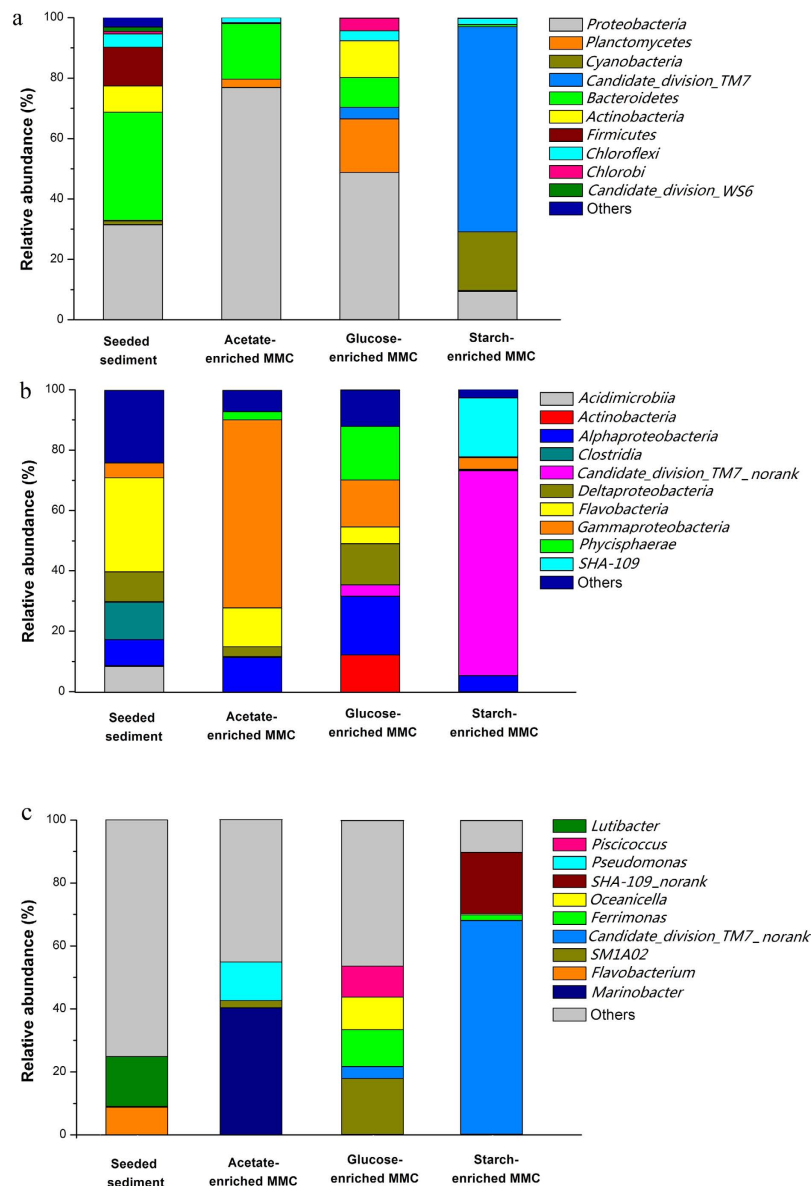 a
Relative abundance (%)
100
80
60
40
20
0
Seeded
sediment
Acetate-
enriched MMC
Glucose-
enriched MMC
Starch-
enriched MMC
Proteobacteria
Planctomycetes
Cyanobacteria
Candidate_division_TM7
Bacteroidetes
Actinobacteria
Firmicutes
Chloroflexi
Chlorobi
Candidate_division_WS6
Others
b
Relative abundance (%)
100
80
60
40
20
0
Seeded
sediment
Acetate-
enriched MMC
Glucose-
enriched MMC
Starch-
enriched MMC
Acidimicrobiia
Actinobacteria
Alphaproteobacteria
Clostridia
Candidate_division_TM7_norank
Deltaproteobacteria
Flavobacteria
Gammaproteobacteria
Phycisphaerae
SHA-109
Others
c
Relative abundance (%)
100
80
60
40
20
0
Seeded
sediment
Acetate-
enriched MMC
Glucose-
enriched MMC
Starch-
enriched MMC
Lutibacter
Piscicoccus
Pseudomonas
SHA-109_norank
Oceanicella
Ferrimonas
Candidate_division_TM7_norank
SM1A02
Flavobacterium
Marinobacter
Others